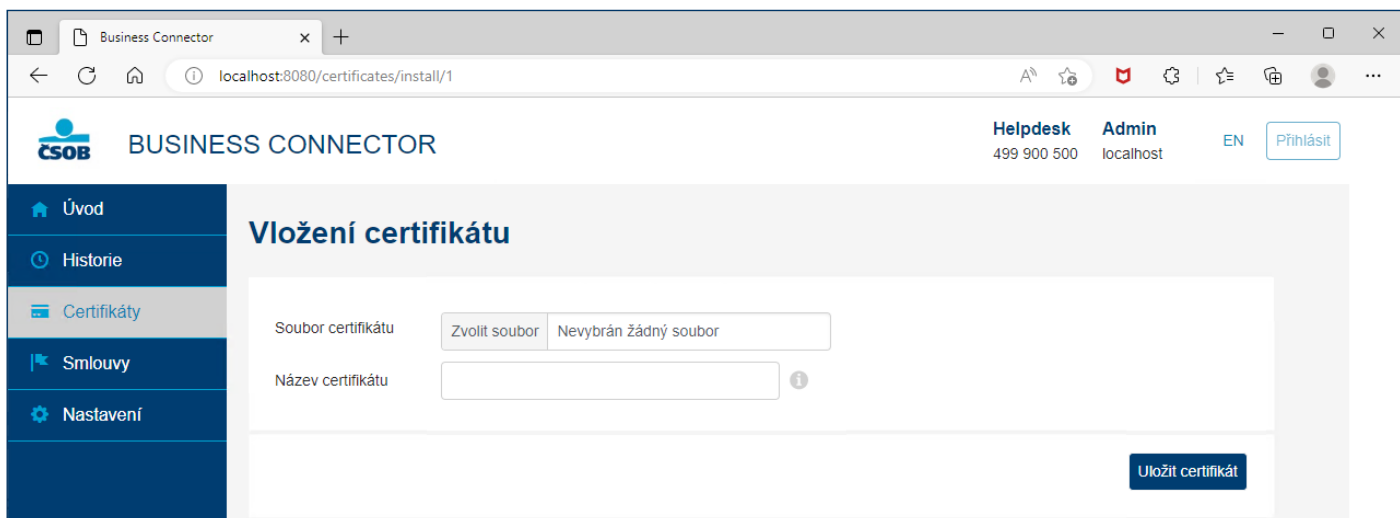 Business Connector
localhost:8080/certificates/install/1
ČSOB
BUSINESS CONNECTOR
Helpdesk
499 900 500
Admin
localhost
EN
Přihlásit
Úvod
Historie
Certifikáty
Smlouvy
Nastavení
Vložení certifikátu
Soubor certifikátu
Zvolit soubor
Nevybrán žádný soubor
Název certifikátu
Uložit certifikát